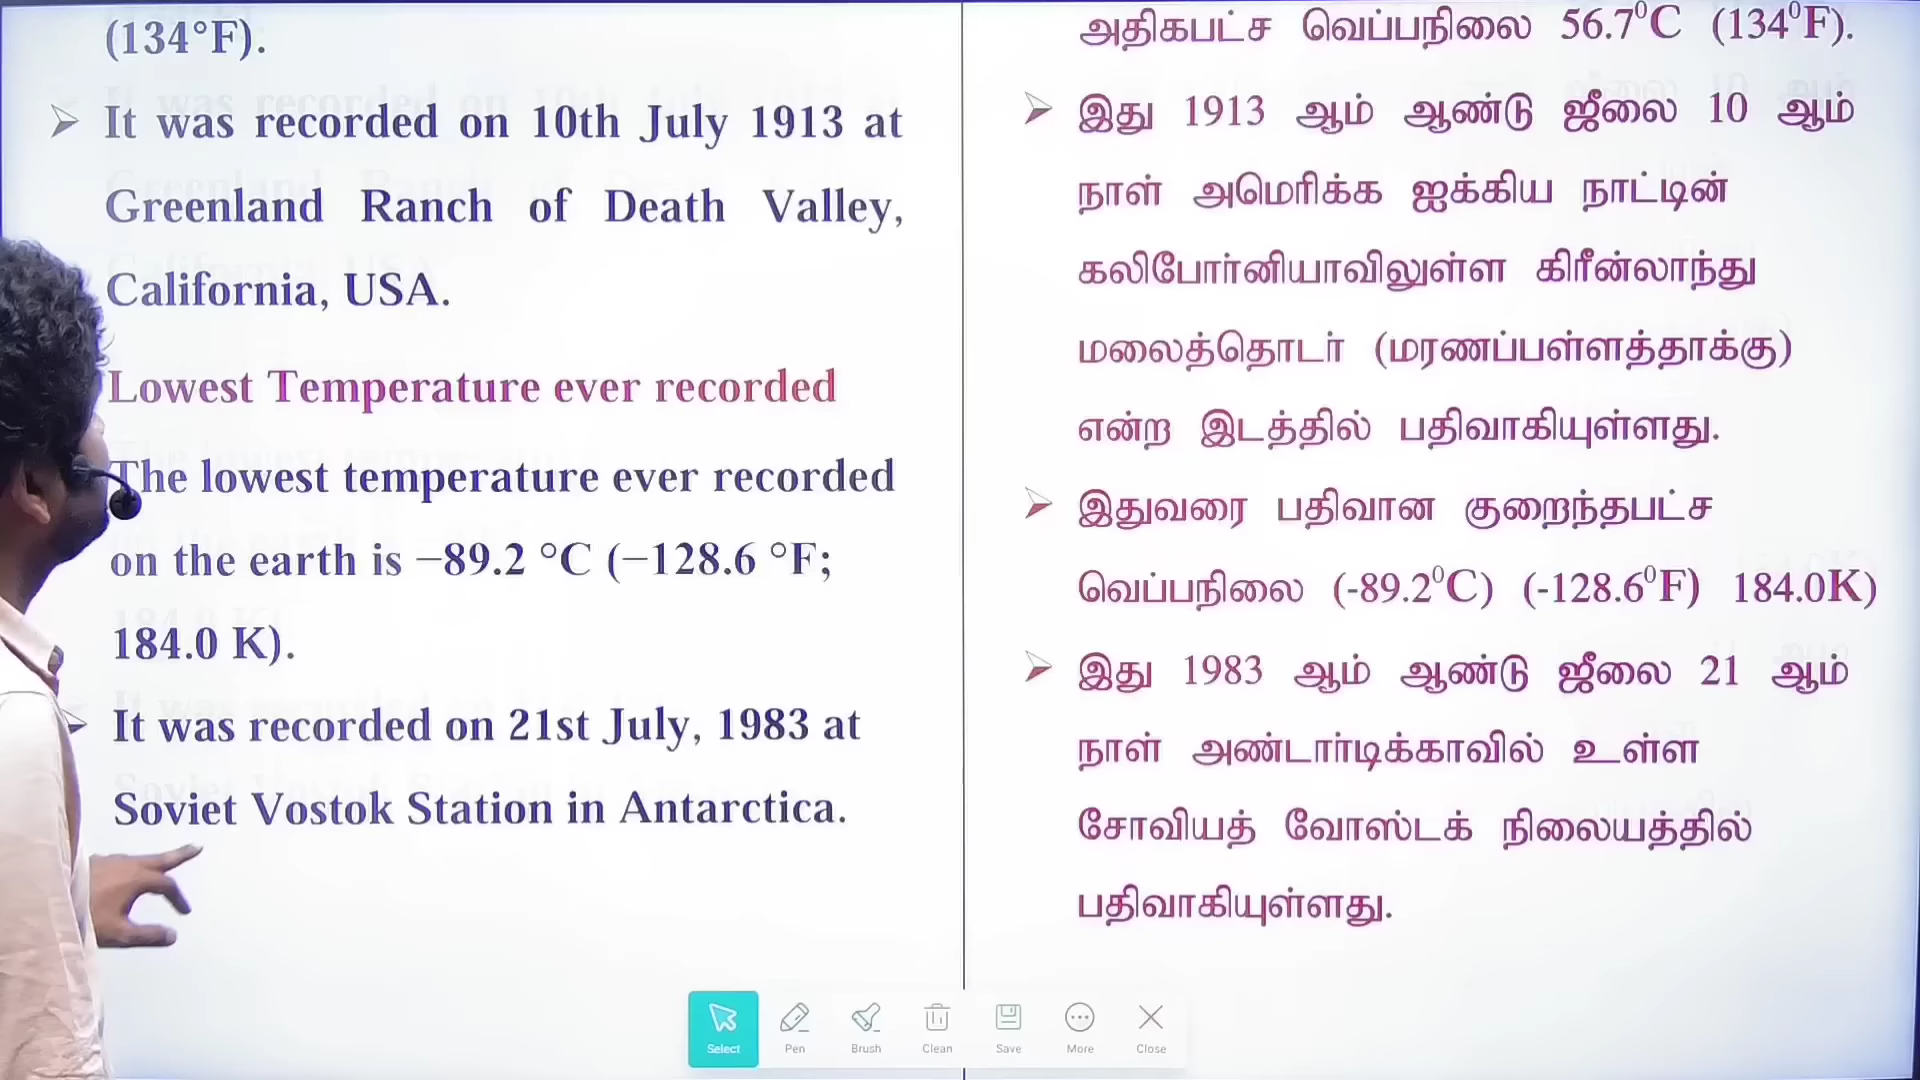 (134°F).
It was recorded on 10th July 1913 at
Greenland Ranch of Death Valley,
California, USA.
Lowest Temperature ever recorded
The lowest temperature ever recorded
on the earth is −89.2 °C (−128.6 °F;
184.0 K).
It was recorded on 21st July, 1983 at
Soviet Vostok Station in Antarctica.
அதிகபட்ச வெப்பநிலை 56.7⁰C (134⁰F).
இது 1913 ஆம் ஆண்டு ஜீலை 10 ஆம்
நாள் அமெரிக்க ஐக்கிய நாட்டின்
கலிபோர்னியாவிலுள்ள கிரீன்லாந்து
மலைத்தொடர் (மரணப்பள்ளத்தாக்கு)
என்ற இடத்தில் பதிவாகியுள்ளது.
இதுவரை பதிவான குறைந்தபட்ச
வெப்பநிலை (-89.2⁰C) (-128.6⁰F) 184.0K)
இது 1983 ஆம் ஆண்டு ஜீலை 21 ஆம்
நாள் அண்டார்டிக்காவில் உள்ள
சோவியத் வோஸ்டக் நிலையத்தில்
பதிவாகியுள்ளது.
Select Pen Brush Clean Save More Close